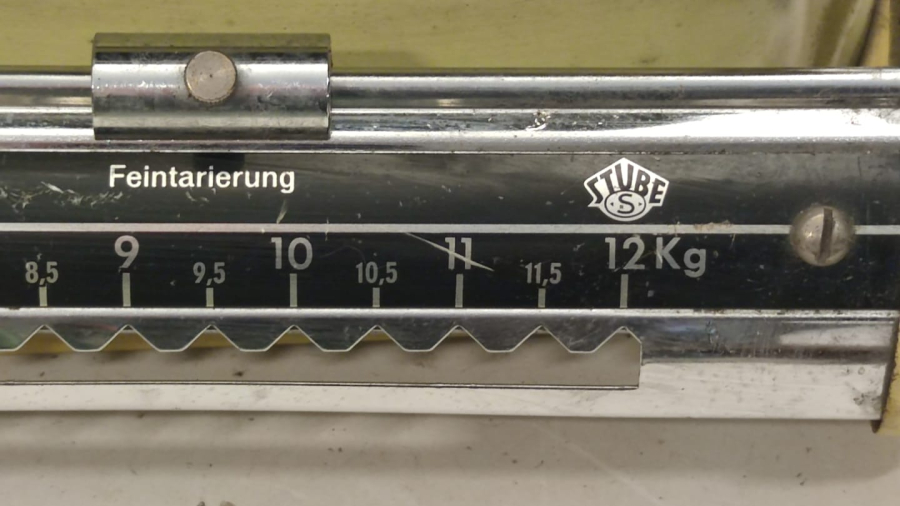 Feintarierung
STUBE
S
8,5 9 9,5 10 10,5 11 11,5 12 Kg